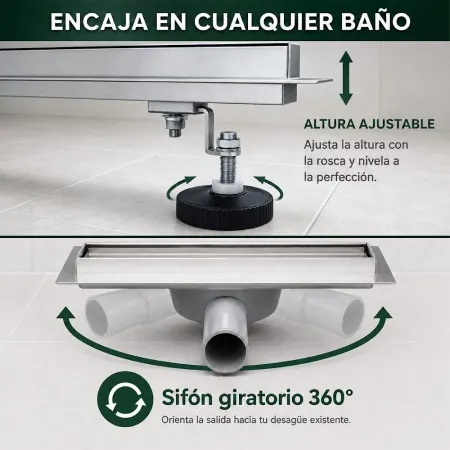 ENCAJA EN CUALQUIER BAÑO
ALTURA AJUSTABLE
Ajusta la altura con
la rosca y nivela a
la perfección.
Sifón giratorio 360°
Orienta la salida hacia tu desagüe existente.